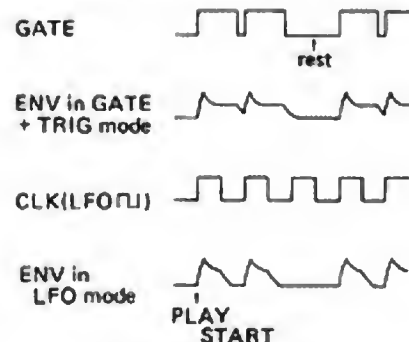 GATE
rest
ENV in GATE
+ TRIG mode
CLK(LFO⊓⊔)
ENV in
LFO mode
PLAY
START